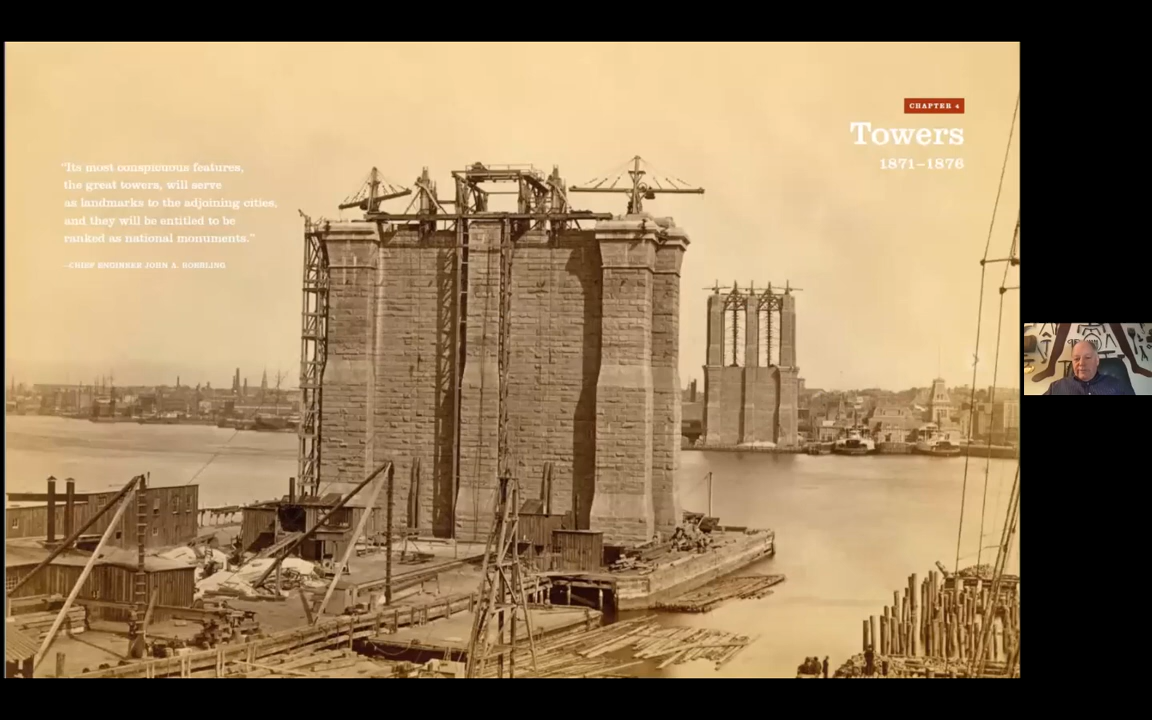 "Its most conspicuous features,
the great towers, will serve
as landmarks to the adjoining cities,
and they will be entitled to be
ranked as national monuments."
–CHIEF ENGINEER JOHN A. ROEBLING
CHAPTER 4
Towers
1871–1876